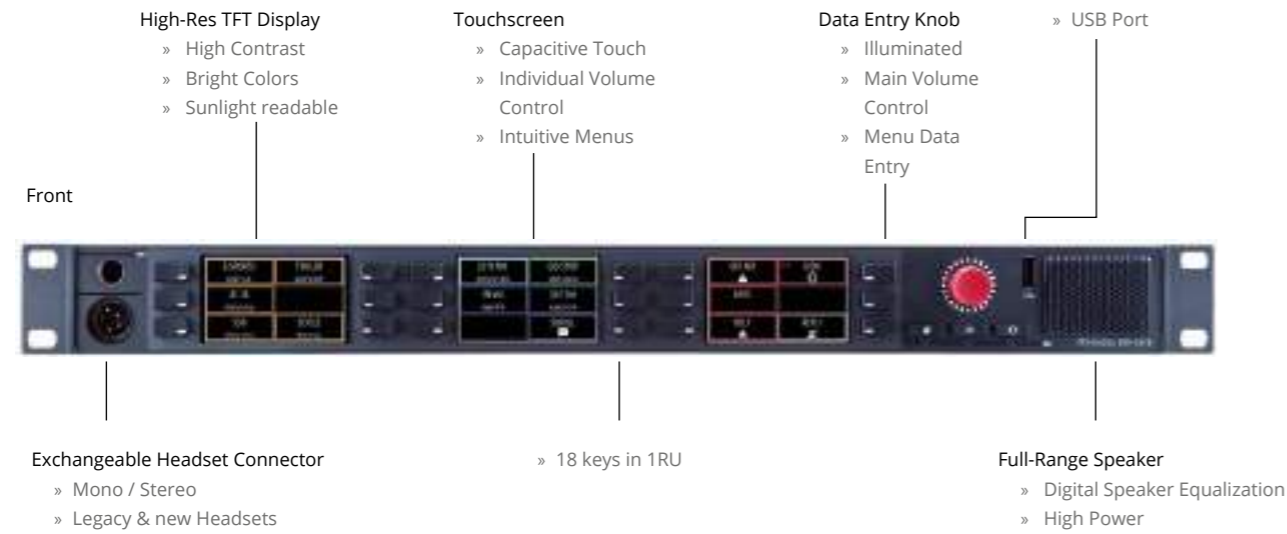 High-Res TFT Display
» High Contrast
» Bright Colors
» Sunlight readable
Touchscreen
» Capacitive Touch
» Individual Volume
Control
» Intuitive Menus
Data Entry Knob
» Illuminated
» Main Volume
Control
» Menu Data
Entry
» USB Port
Front
Exchangeable Headset Connector
» Mono / Stereo
» Legacy & new Headsets
» 18 keys in 1RU
Full-Range Speaker
» Digital Speaker Equalization
» High Power